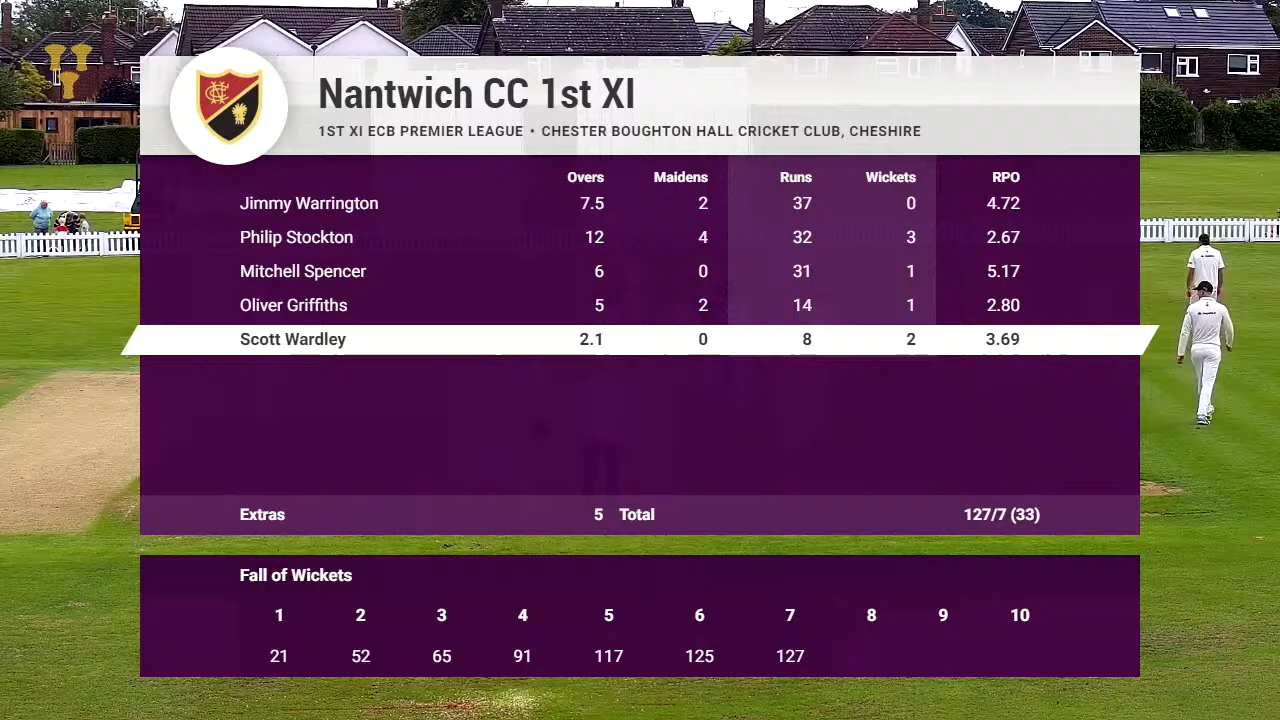 Nantwich CC 1st XI
1ST XI ECB PREMIER LEAGUE • CHESTER BOUGHTON HALL CRICKET CLUB, CHESHIRE
Overs Maidens Runs Wickets RPO
Jimmy Warrington 7.5 2 37 0 4.72
Philip Stockton 12 4 32 3 2.67
Mitchell Spencer 6 0 31 1 5.17
Oliver Griffiths 5 2 14 1 2.80
Scott Wardley 2.1 0 8 2 3.69
Extras 5 Total 127/7 (33)
Fall of Wickets
1 2 3 4 5 6 7 8 9 10
21 52 65 91 117 125 127